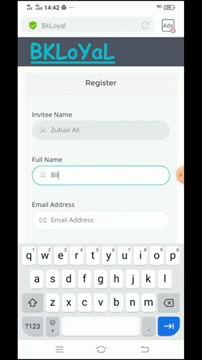 14:42
BKLoyal
Ads
BKLoYaL
Register
Invitee Name
Zubair Ali
Full Name
Bil
Email Address
Email Address
q w e r t y u i o p
a s d f g h j k l
z x c v b n m
?123 , .